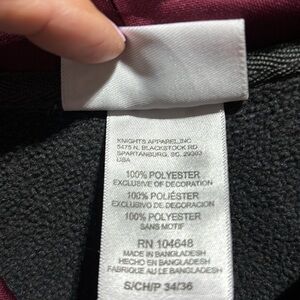 KNIGHTS APPAREL, INC
5475 N. BLACKSTOCK RD
SPARTANBURG, SC. 29303
USA
100% POLYESTER
EXCLUSIVE OF DECORATION
100% POLIÉSTER
EXCLUSIVO DE DECORACIÓN
100% POLYESTER
SANS MOTIF
RN 104648
MADE IN BANGLADESH
HECHO EN BANGLADESH
FABRIQUE AU LE BANGLADESH
S/CH/P 34/36